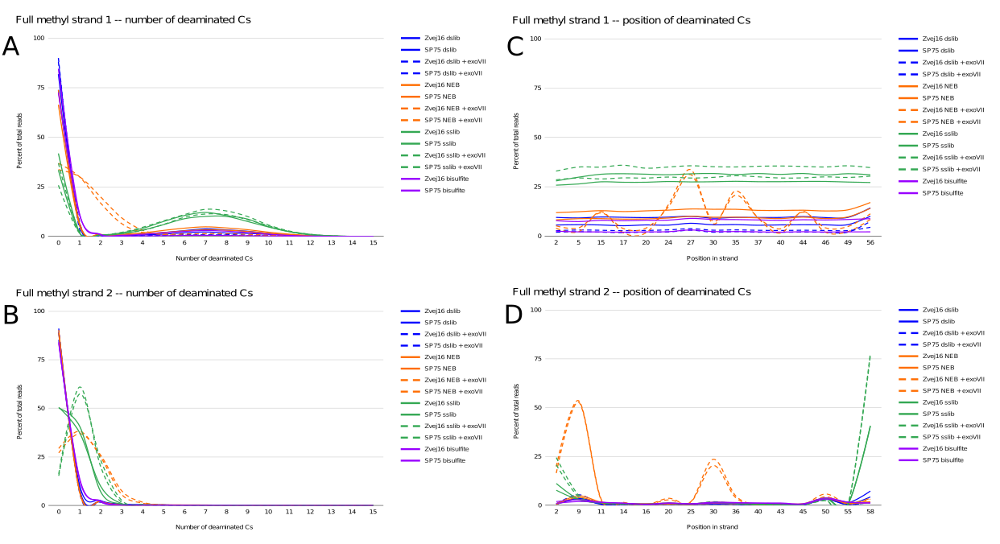 Full methyl strand 1 -- number of deaminated Cs
A
100
75
50
25
0
Percent of total reads
0 1 2 3 4 5 6 7 8 9 10 11 12 13 14 15
Number of deaminated Cs
Zvej16 dslib
SP75 dslib
Zvej16 dslib +exoVII
SP75 dslib +exoVII
Zvej16 NEB
SP75 NEB
Zvej16 NEB +exoVII
SP75 NEB +exoVII
Zvej16 sslib
SP75 sslib
Zvej16 sslib +exoVII
SP75 sslib +exoVII
Zvej16 bisulfite
SP75 bisulfite
Full methyl strand 1 -- position of deaminated Cs
C
100
75
50
25
0
Percent of total reads
2 5 15 17 20 24 27 30 35 37 40 44 46 49 56
Position in strand
Zvej16 dslib
SP75 dslib
Zvej16 dslib +exoVII
SP75 dslib +exoVII
Zvej16 NEB
SP75 NEB
Zvej16 NEB +exoVII
SP75 NEB +exoVII
Zvej16 sslib
SP75 sslib
Zvej16 sslib +exoVII
SP75 sslib +exoVII
Zvej16 bisulfite
SP75 bisulfite
Full methyl strand 2 -- number of deaminated Cs
B
100
75
50
25
0
Percent of total reads
0 1 2 3 4 5 6 7 8 9 10 11 12 13 14 15
Number of deaminated Cs
Zvej16 dslib
SP75 dslib
Zvej16 dslib +exoVII
SP75 dslib +exoVII
Zvej16 NEB
SP75 NEB
Zvej16 NEB +exoVII
SP75 NEB +exoVII
Zvej16 sslib
SP75 sslib
Zvej16 sslib +exoVII
SP75 sslib +exoVII
Zvej16 bisulfite
SP75 bisulfite
Full methyl strand 2 -- position of deaminated Cs
D
100
75
50
25
0
Percent of total reads
2 9 11 14 16 20 25 30 36 40 43 45 50 55 58
Position in strand
Zvej16 dslib
SP75 dslib
Zvej16 dslib +exoVII
SP75 dslib +exoVII
Zvej16 NEB
SP75 NEB
Zvej16 NEB +exoVII
SP75 NEB +exoVII
Zvej16 sslib
SP75 sslib
Zvej16 sslib +exoVII
SP75 sslib +exoVII
Zvej16 bisulfite
SP75 bisulfite